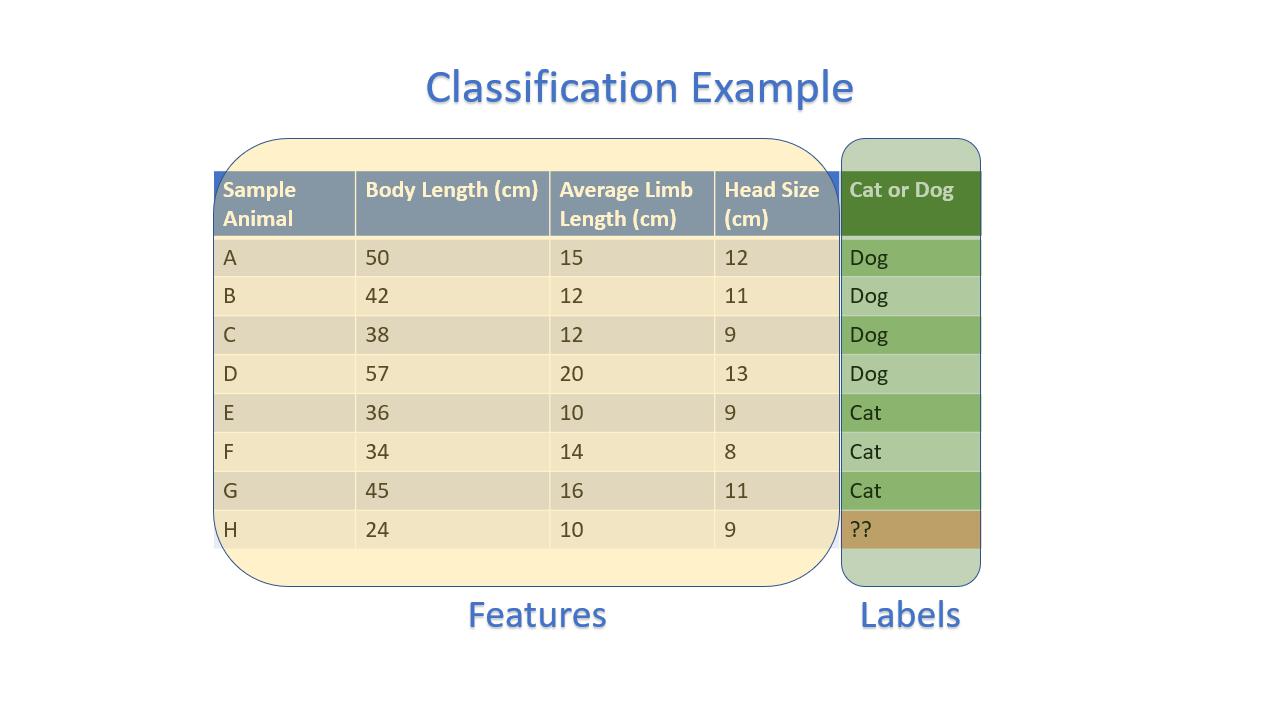 Classification Example
Sample Animal Body Length (cm) Average Limb Length (cm) Head Size (cm) Cat or Dog
A 50 15 12 Dog
B 42 12 11 Dog
C 38 12 9 Dog
D 57 20 13 Dog
E 36 10 9 Cat
F 34 14 8 Cat
G 45 16 11 Cat
H 24 10 9 ??
Features Labels